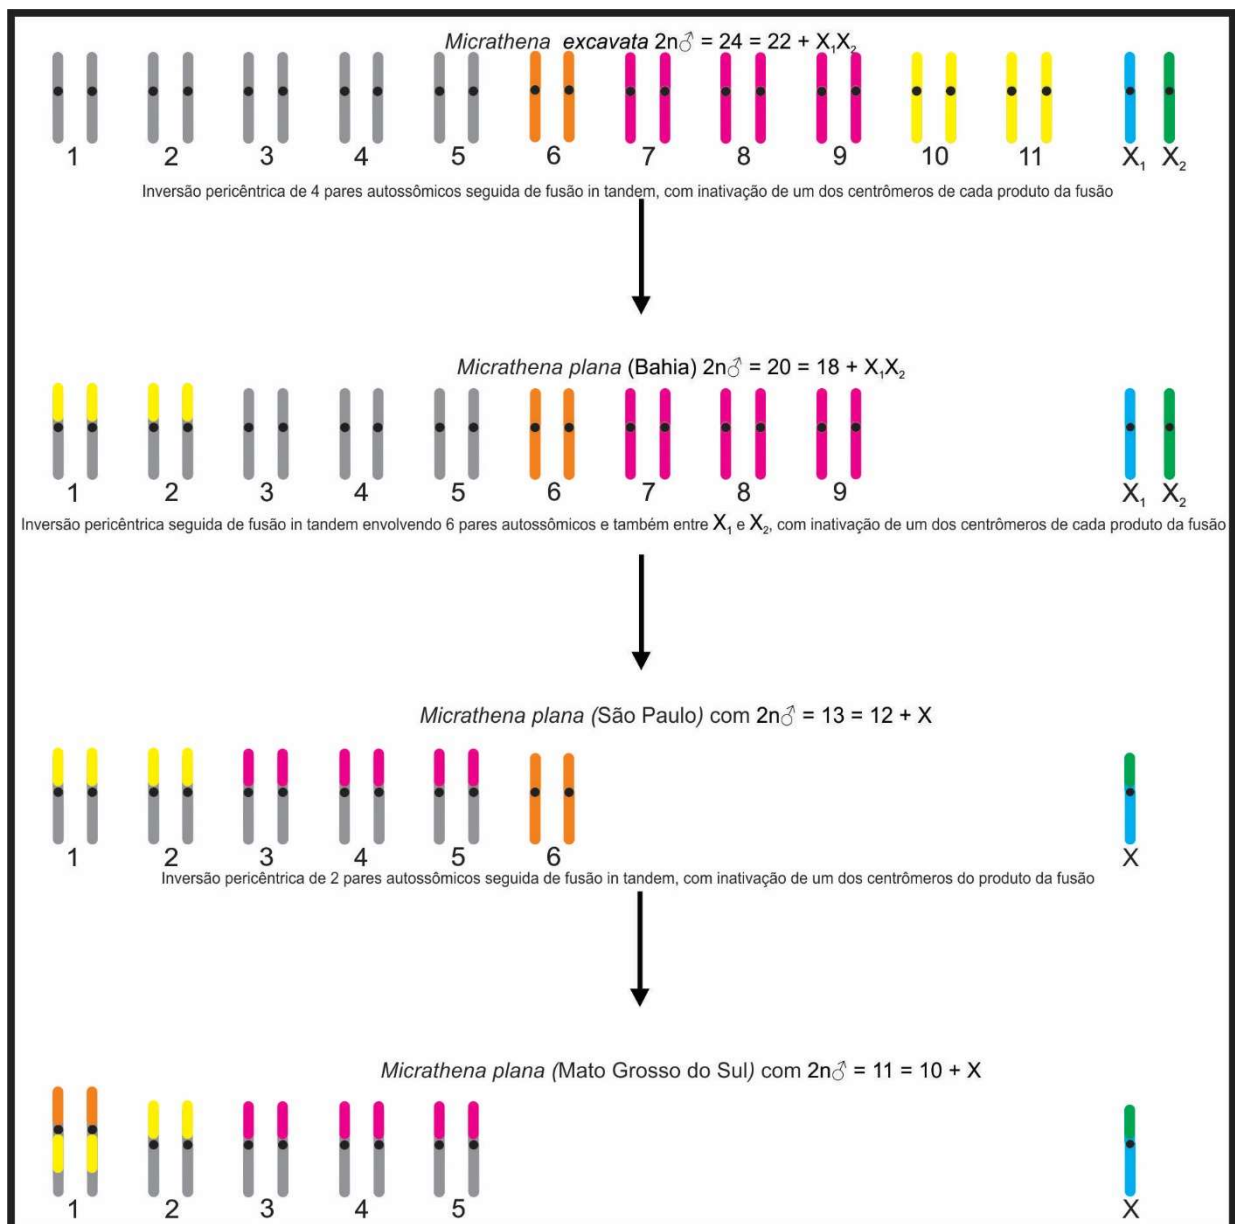 Micrathena excavata 2n♂ = 24 = 22 + X₁X₂
1 2 3 4 5 6 7 8 9 10 11 X₁ X₂
Inversão pericêntrica de 4 pares autossômicos seguida de fusão in tandem, com inativação de um dos centrômeros de cada produto da fusão
Micrathena plana (Bahia) 2n♂ = 20 = 18 + X₁X₂
1 2 3 4 5 6 7 8 9 X₁ X₂
Inversão pericêntrica seguida de fusão in tandem envolvendo 6 pares autossômicos e também entre X₁ e X₂, com inativação de um dos centrômeros de cada produto da fusão
Micrathena plana (São Paulo) com 2n♂ = 13 = 12 + X
1 2 3 4 5 6 X
Inversão pericêntrica de 2 pares autossômicos seguida de fusão in tandem, com inativação de um dos centrômeros do produto da fusão
Micrathena plana (Mato Grosso do Sul) com 2n♂ = 11 = 10 + X
1 2 3 4 5 X